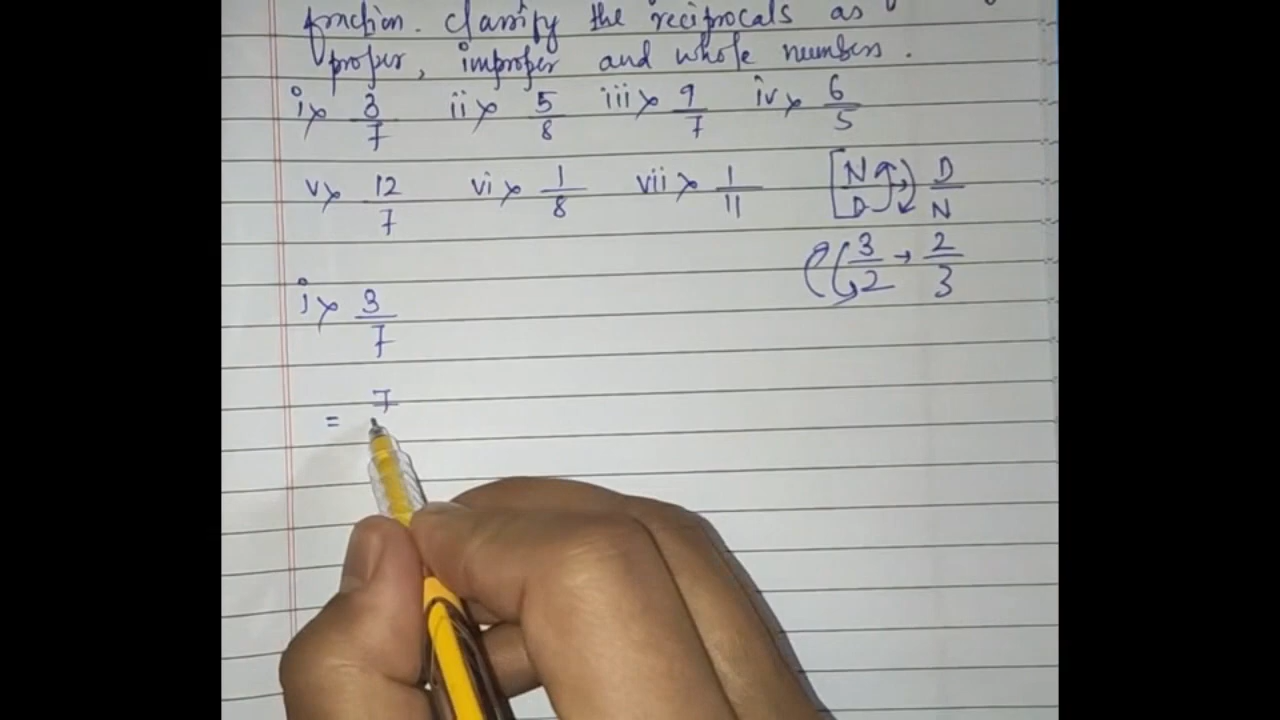 fraction. Classify the reciprocals as
proper, improper and whole numbers.
i> 3/7 ii> 5/8 iii> 9/7 iv> 6/5
v> 12/7 vi> 1/8 vii> 1/11 [N/D) D/N
3/2 → 2/3
i> 3/7
= 7